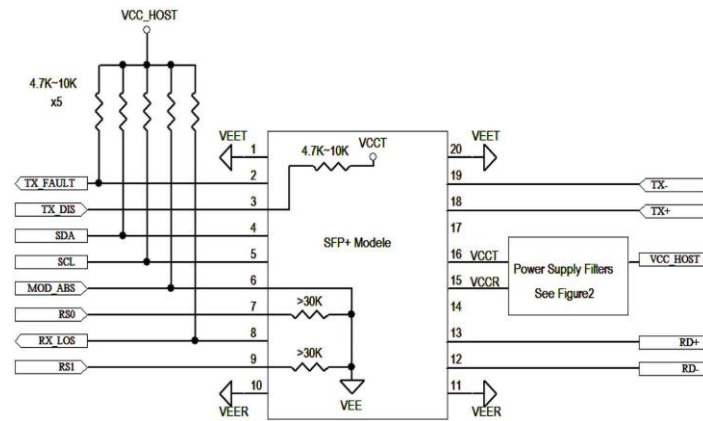 VCC_HOST
4.7K~10K
x5
VEET
1
4.7K~10K
VCCT
20
VEET
TX_FAULT
2
19
TX-
TX_DIS
3
18
TX+
SDA
4
SFP+ Modele
17
SCL
5
16
VCCT
Power Supply Filters
See Figure2
VCC_HOST
MOD_ABS
6
15
VCCR
RS0
7
>30K
14
RX_LOS
8
13
RD+
RS1
9
>30K
12
RD-
VEER
10
VEE
11
VEER